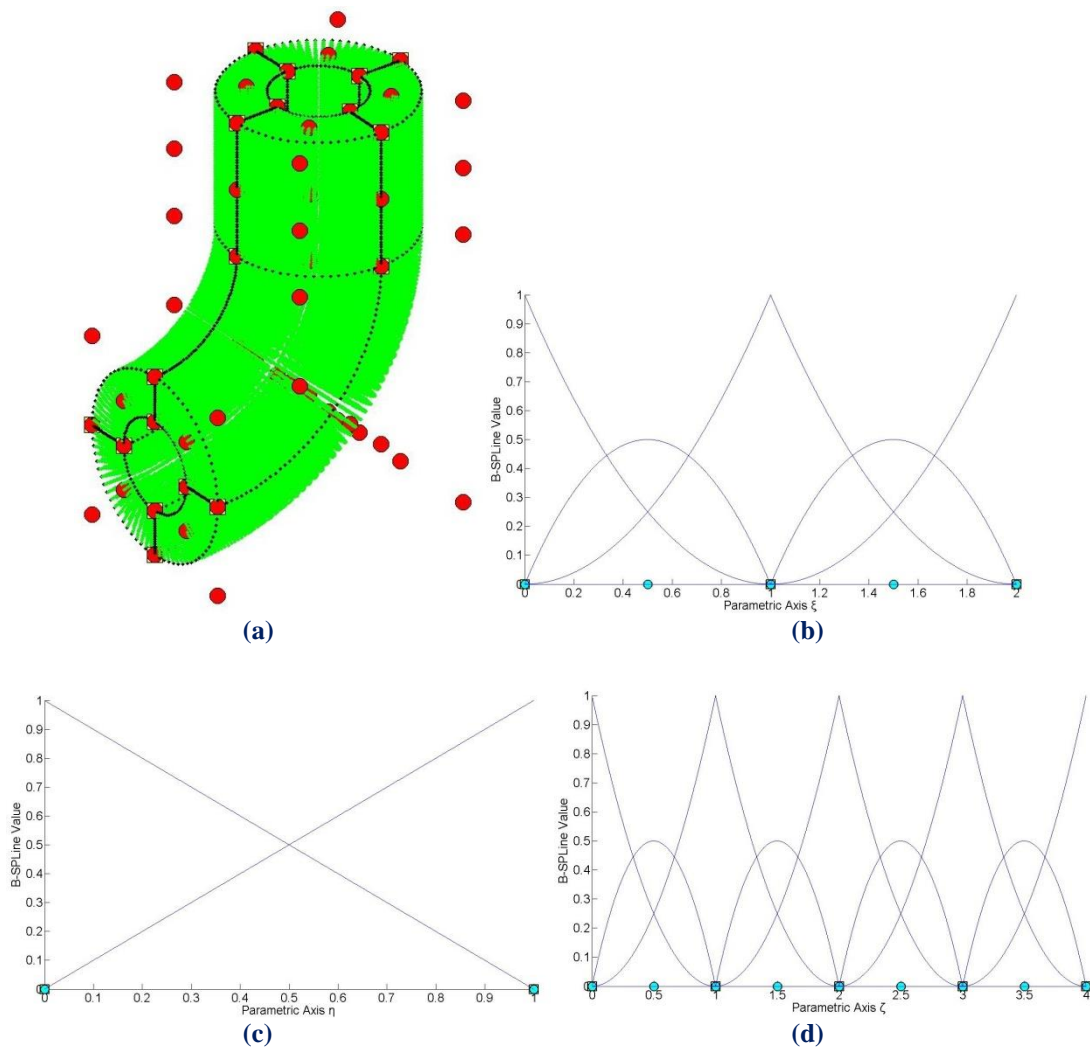 (a)
1
0.9
0.8
0.7
0.6
0.5
0.4
0.3
0.2
0.1
0
B-SPLine Value
0 0.2 0.4 0.6 0.8 1 1.2 1.4 1.6 1.8 2
Parametric Axis ξ
(b)
1
0.9
0.8
0.7
0.6
0.5
0.4
0.3
0.2
0.1
0
B-SPLine Value
0 0.1 0.2 0.3 0.4 0.5 0.6 0.7 0.8 0.9 1
Parametric Axis η
(c)
1
0.9
0.8
0.7
0.6
0.5
0.4
0.3
0.2
0.1
0
B-SPLine Value
0 0.5 1 1.5 2 2.5 3 3.5 4
Parametric Axis ζ
(d)